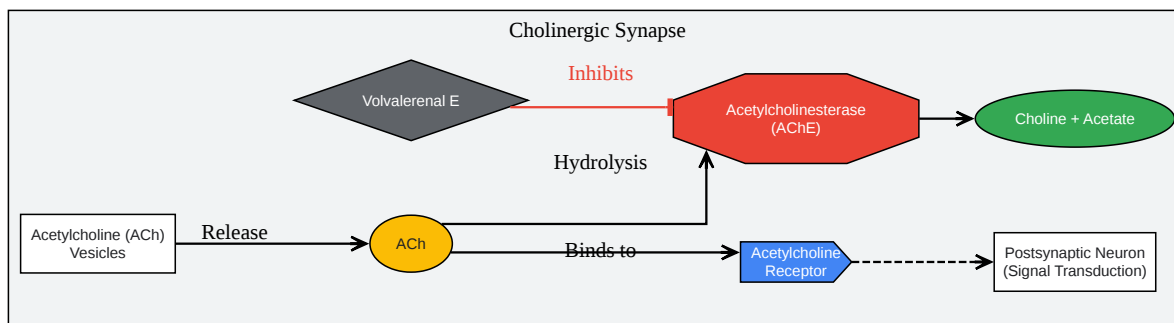 Cholinergic Synapse
Inhibits
Volvalerenal E
Acetylcholinesterase
(AChE)
Choline + Acetate
Hydrolysis
Acetylcholine (ACh)
Vesicles
Release
ACh
Binds to
Acetylcholine
Receptor
Postsynaptic Neuron
(Signal Transduction)